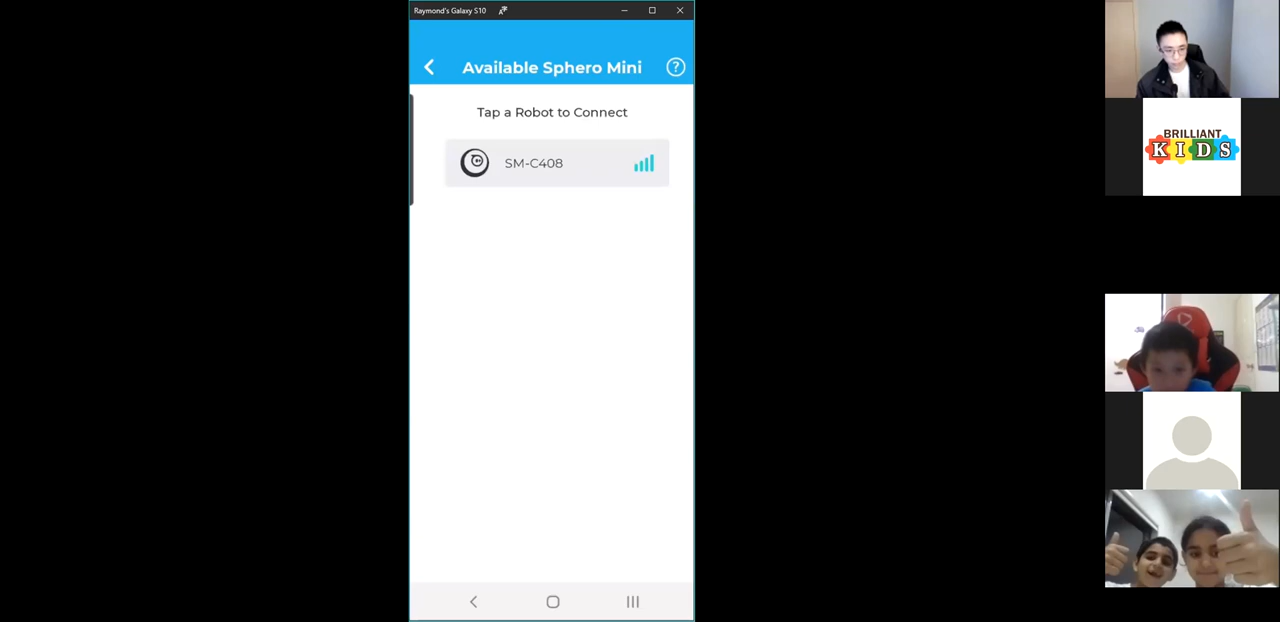 Raymond's Galaxy S10
Available Sphero Mini
Tap a Robot to Connect
SM-C408
BRILLIANT
KIDS